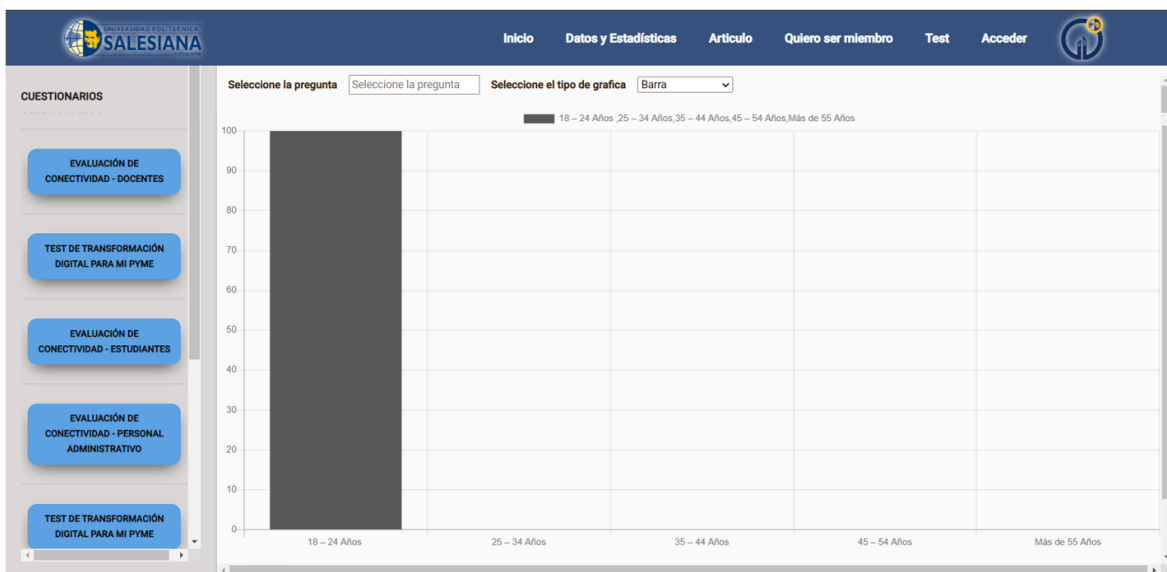 UNIVERSIDAD POLITÉCNICA
SALESIANA
Inicio Datos y Estadísticas Articulo Quiero ser miembro Test Acceder
CUESTIONARIOS
EVALUACIÓN DE
CONECTIVIDAD - DOCENTES
TEST DE TRANSFORMACIÓN
DIGITAL PARA MI PYME
EVALUACIÓN DE
CONECTIVIDAD - ESTUDIANTES
EVALUACIÓN DE
CONECTIVIDAD - PERSONAL
ADMINISTRATIVO
TEST DE TRANSFORMACIÓN
DIGITAL PARA MI PYME
Seleccione la pregunta Seleccione la pregunta Seleccione el tipo de grafica Barra
18 – 24 Años ,25 – 34 Años,35 – 44 Años,45 – 54 Años,Más de 55 Años
100
90
80
70
60
50
40
30
20
10
0
18 – 24 Años 25 – 34 Años 35 – 44 Años 45 – 54 Años Más de 55 Años